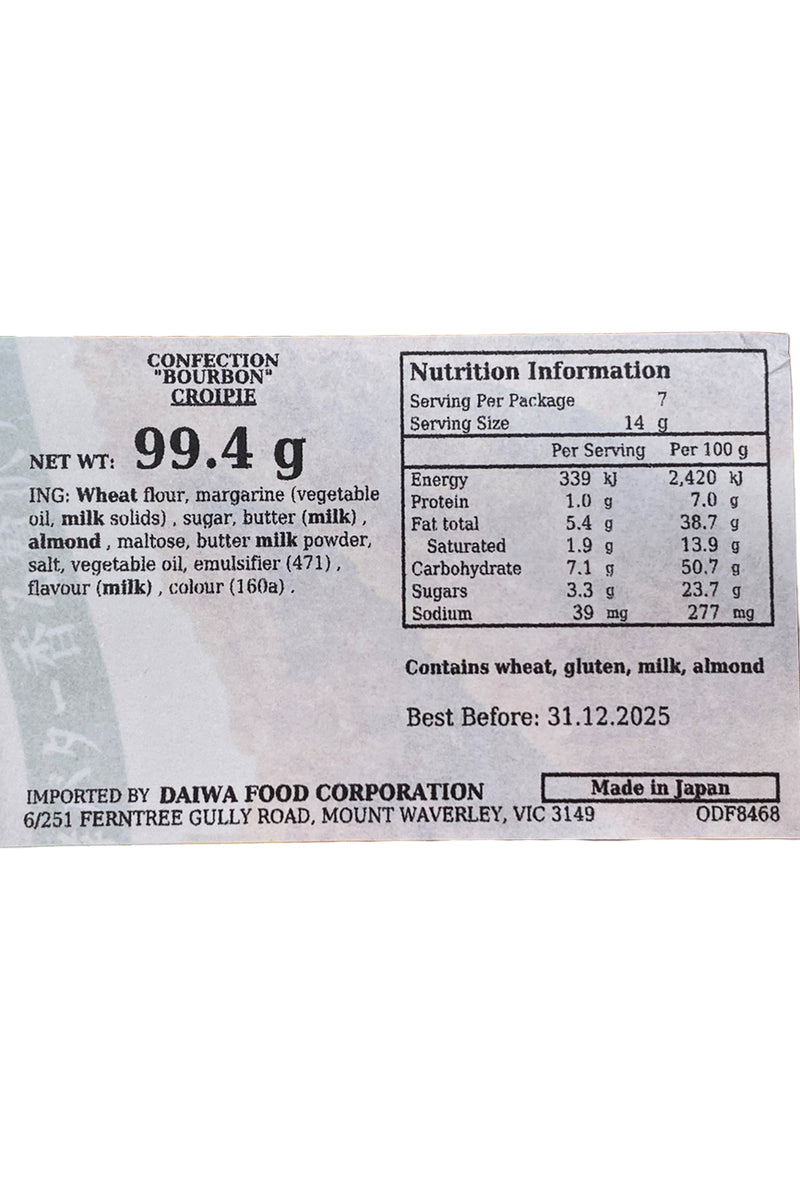 CONFECTION
"BOURBON"
CROIPIE
NET WT: 99.4 g
ING: Wheat flour, margarine (vegetable
oil, milk solids) , sugar, butter (milk) ,
almond , maltose, butter milk powder,
salt, vegetable oil, emulsifier (471) ,
flavour (milk) , colour (160a) .
Nutrition Information
Serving Per Package 7
Serving Size 14 g
Per Serving Per 100 g
Energy 339 kJ 2,420 kJ
Protein 1.0 g 7.0 g
Fat total 5.4 g 38.7 g
Saturated 1.9 g 13.9 g
Carbohydrate 7.1 g 50.7 g
Sugars 3.3 g 23.7 g
Sodium 39 mg 277 mg
Contains wheat, gluten, milk, almond
Best Before: 31.12.2025
IMPORTED BY DAIWA FOOD CORPORATION
Made in Japan
6/251 FERNTREE GULLY ROAD, MOUNT WAVERLEY, VIC 3149
ODF8468
バター香